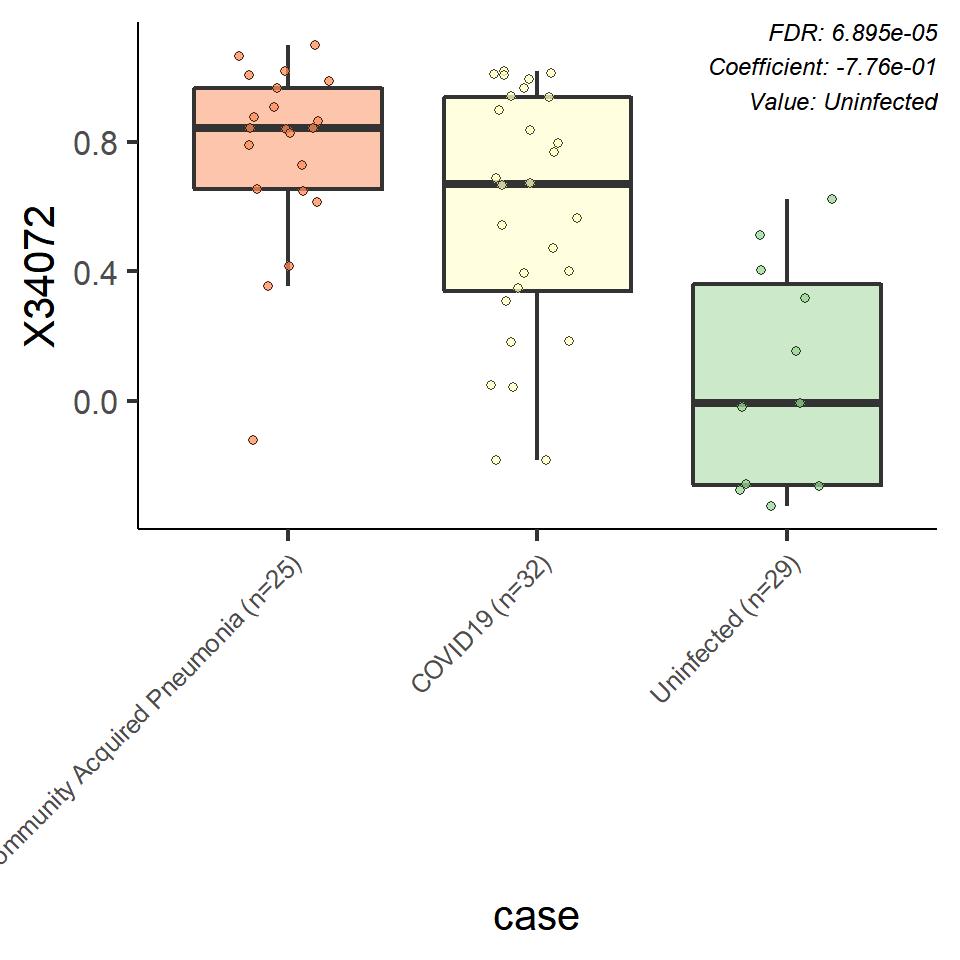 FDR: 6.895e-05
Coefficient: -7.76e-01
Value: Uninfected
X34072
0.8
0.4
0.0
ommunity Acquired Pneumonia (n=25)
COVID19 (n=32)
Uninfected (n=29)
case